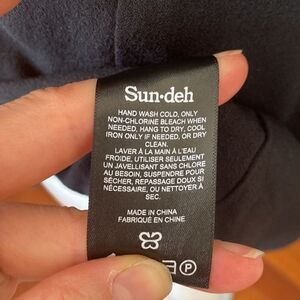 Sun·deh
HAND WASH COLD, ONLY
NON-CHLORINE BLEACH WHEN
NEEDED, HANG TO DRY, COOL
IRON ONLY IF NEEDED, OR DRY
CLEAN.
LAVER À LA MAIN À L'EAU
FROIDE, UTILISER SEULEMENT
UN JAVELLISANT SANS CHLORE
AU BESOIN, SUSPENDRE POUR
SÉCHER, REPASSAGE DOUX SI
NÉCESSAIRE, OU NETTOYER À
SEC.
MADE IN CHINA
FABRIQUÉ EN CHINE
P